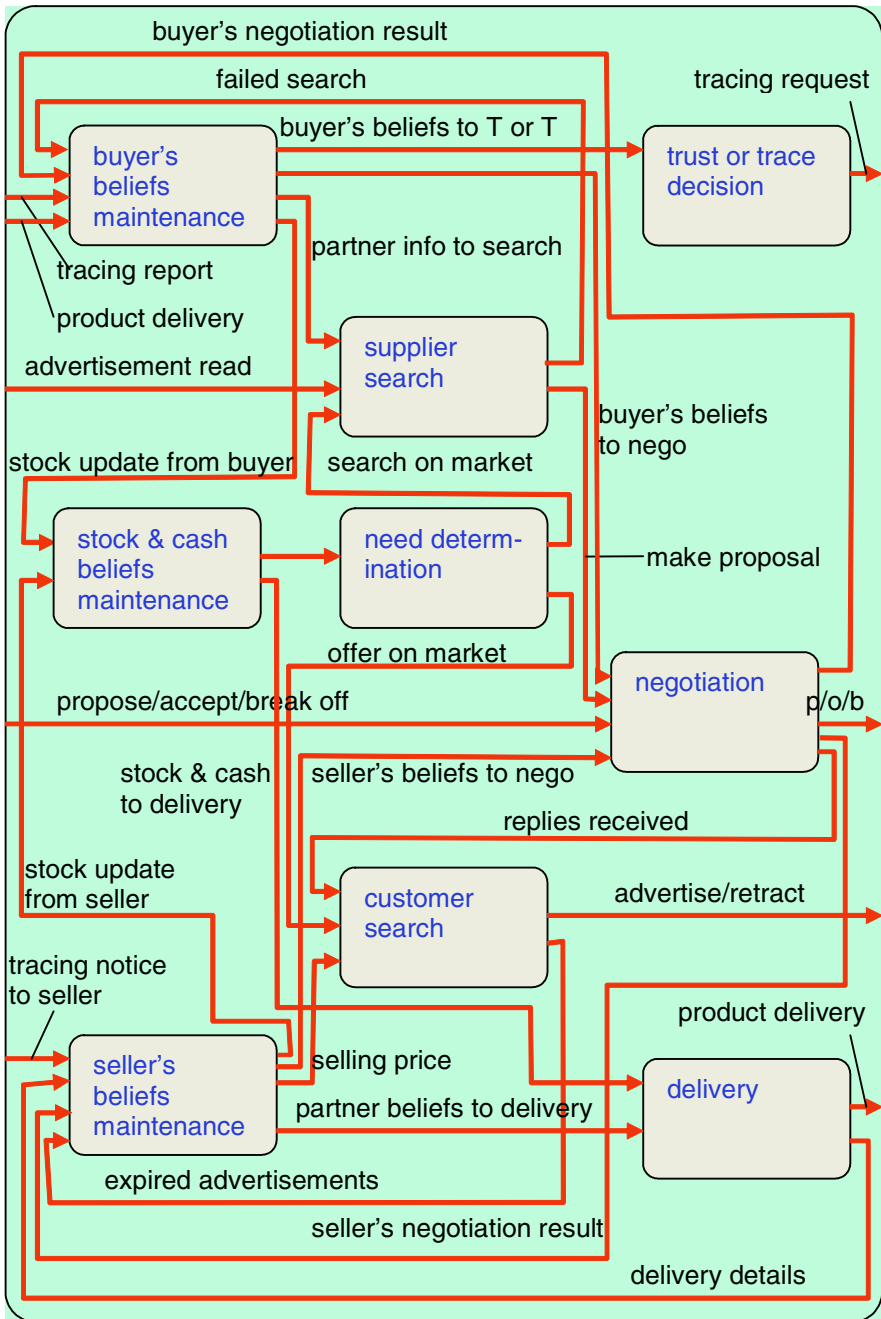 buyer's negotiation result
failed search
tracing request
buyer's beliefs to T or T
buyer's
beliefs
maintenance
trust or trace
decision
partner info to search
tracing report
product delivery
supplier
search
advertisement read
buyer's beliefs
to nego
stock update from buyer
search on market
stock & cash
beliefs
maintenance
need determ-
ination
make proposal
offer on market
negotiation
propose/accept/break off
p/o/b
stock & cash
to delivery
seller's beliefs to nego
replies received
stock update
from seller
customer
search
advertise/retract
tracing notice
to seller
product delivery
seller's
beliefs
maintenance
selling price
delivery
partner beliefs to delivery
expired advertisements
seller's negotiation result
delivery details